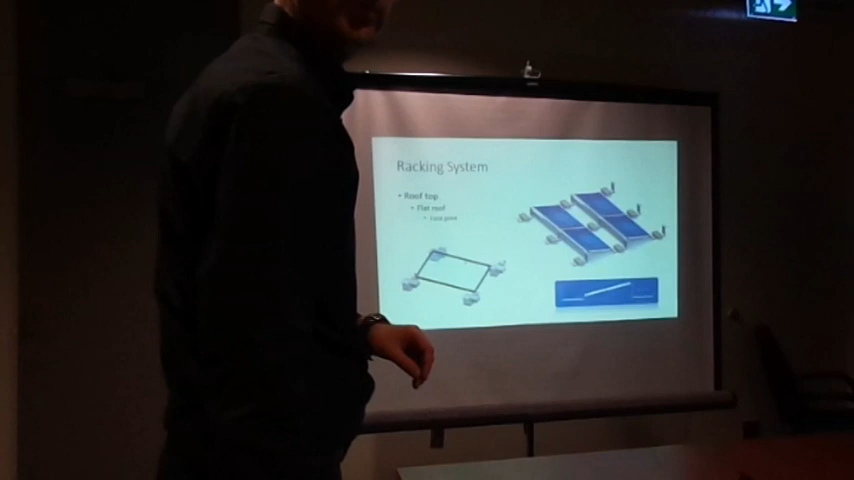 Racking System
• Roof top
• Flat roof